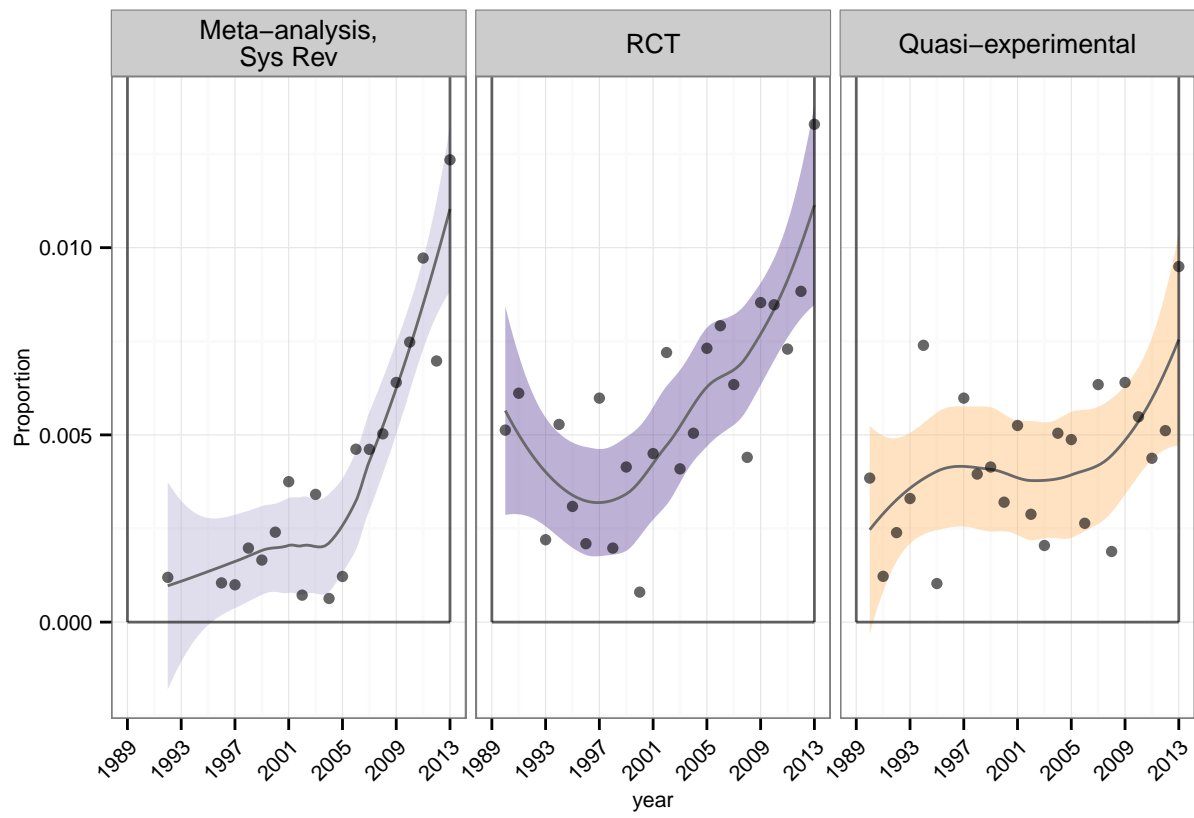 Meta−analysis,
Sys Rev
RCT
Quasi−experimental
Proportion
0.010
0.005
0.000
1989 1993 1997 2001 2005 2009 2013
1989 1993 1997 2001 2005 2009 2013
1989 1993 1997 2001 2005 2009 2013
year